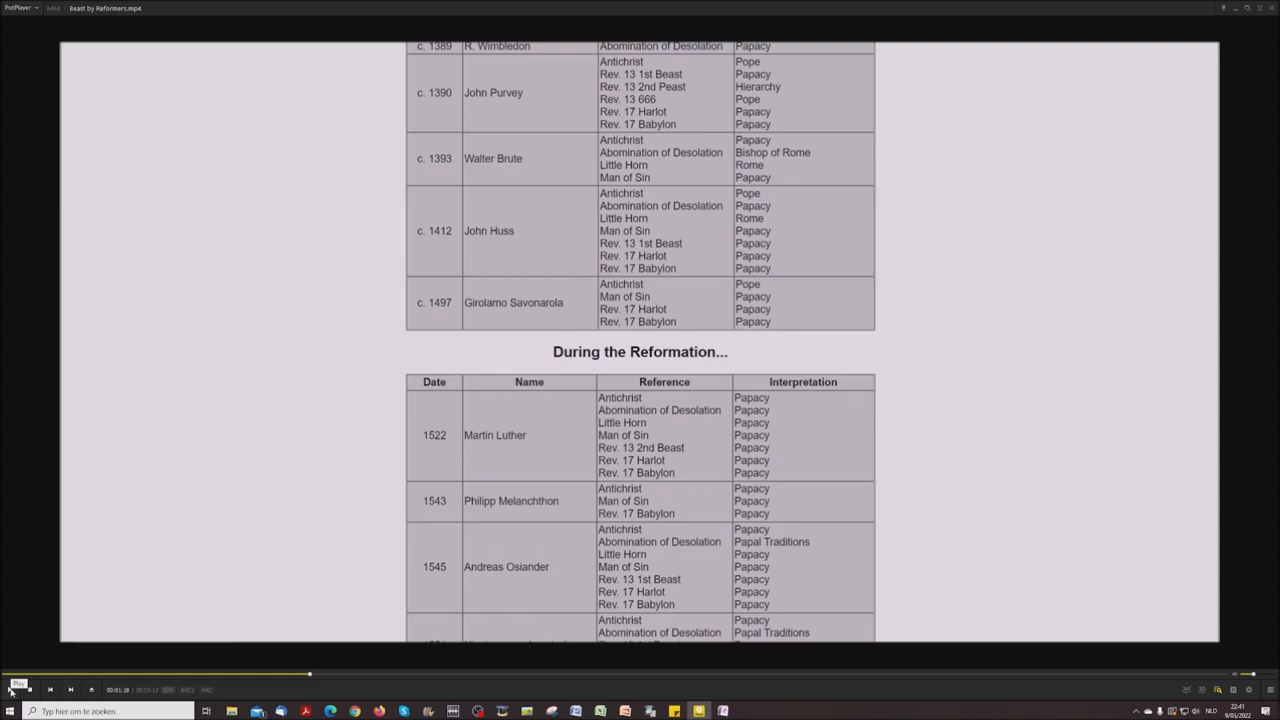 PotPlayer
MP4
Beast by Reformers.mp4
c. 1389 R. Wimbledon Abomination of Desolation Papacy
c. 1390 John Purvey
Antichrist Pope
Rev. 13 1st Beast Papacy
Rev. 13 2nd Peast Hierarchy
Rev. 13 666 Pope
Rev. 17 Harlot Papacy
Rev. 17 Babylon Papacy
c. 1393 Walter Brute
Antichrist Papacy
Abomination of Desolation Bishop of Rome
Little Horn Rome
Man of Sin Papacy
c. 1412 John Huss
Antichrist Pope
Abomination of Desolation Papacy
Little Horn Rome
Man of Sin Papacy
Rev. 13 1st Beast Papacy
Rev. 17 Harlot Papacy
Rev. 17 Babylon Papacy
c. 1497 Girolamo Savonarola
Antichrist Pope
Man of Sin Papacy
Rev. 17 Harlot Papacy
Rev. 17 Babylon Papacy
During the Reformation...
Date Name Reference Interpretation
1522 Martin Luther
Antichrist Papacy
Abomination of Desolation Papacy
Little Horn Papacy
Man of Sin Papacy
Rev. 13 2nd Beast Papacy
Rev. 17 Harlot Papacy
Rev. 17 Babylon Papacy
1543 Philipp Melanchthon
Antichrist Papacy
Man of Sin Papacy
Rev. 17 Babylon Papacy
1545 Andreas Osiander
Antichrist Papacy
Abomination of Desolation Papal Traditions
Little Horn Papacy
Man of Sin Papacy
Rev. 13 1st Beast Papacy
Rev. 17 Harlot Papacy
Rev. 17 Babylon Papacy
Antichrist Papacy
Abomination of Desolation Papal Traditions
Play
00:01:18
AVC1 AAC
Typ hier om te zoeken
NLD
22:41
9/03/2022